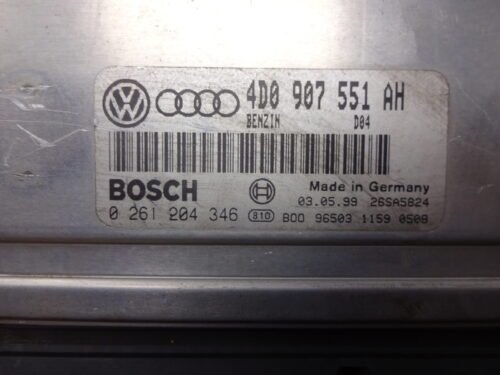 4D0 907 551 AH
BENZIN D04
BOSCH Made in Germany
03.05.99 26SA5824
0 261 204 346 810 BOO 96503 1159 0508